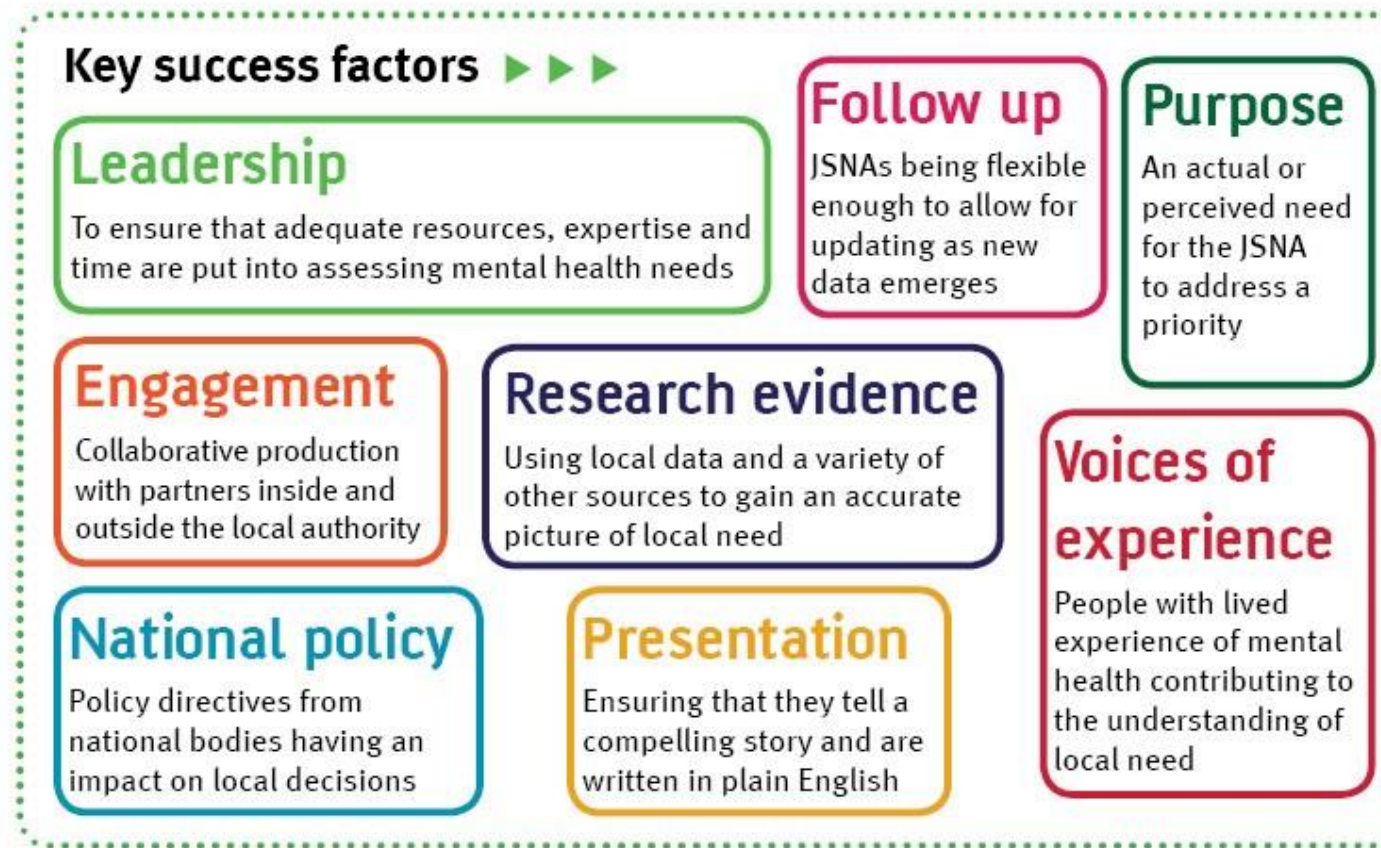 Key success factors
Leadership
To ensure that adequate resources, expertise and
time are put into assessing mental health needs
Follow up
JSNAs being flexible
enough to allow for
updating as new
data emerges
Purpose
An actual or
perceived need
for the JSNA
to address a
priority
Engagement
Collaborative production
with partners inside and
outside the local authority
Research evidence
Using local data and a variety of
other sources to gain an accurate
picture of local need
Voices of
experience
People with lived
experience of mental
health contributing to
the understanding of
local need
National policy
Policy directives from
national bodies having an
impact on local decisions
Presentation
Ensuring that they tell a
compelling story and are
written in plain English